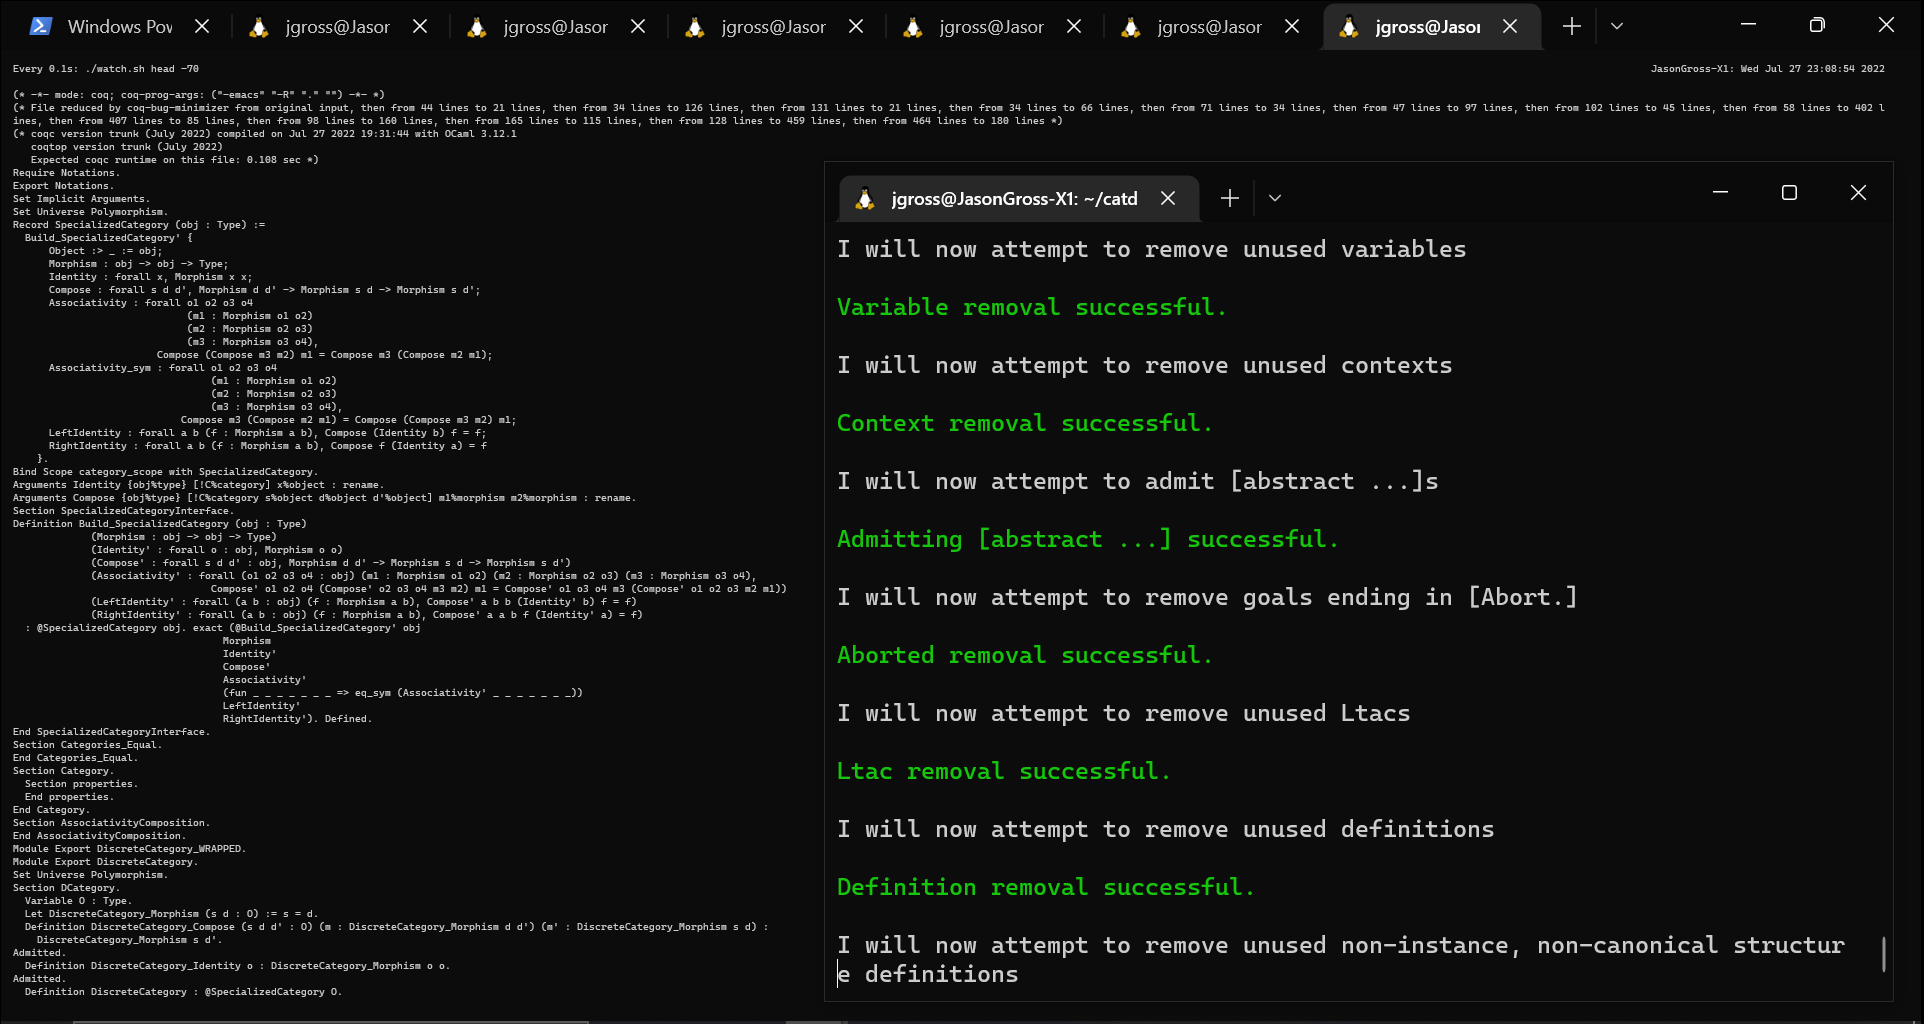 Windows Pov
jgross@Jasor
jgross@Jasor
jgross@Jasor
jgross@Jasor
jgross@Jasor
jgross@Jasor
Every 0.1s: ./watch.sh head -70
JasonGross-X1: Wed Jul 27 23:08:54 2022
(* -*- mode: coq; coq-prog-args: ("-emacs" "-R" "." "") -*- *)
(* File reduced by coq-bug-minimizer from original input, then from 44 lines to 21 lines, then from 34 lines to 126 lines, then from 131 lines to 21 lines, then from 34 lines to 66 lines, then from 71 lines to 34 lines, then from 47 lines to 97 lines, then from 102 lines to 45 lines, then from 58 lines to 402 l
ines, then from 407 lines to 85 lines, then from 98 lines to 160 lines, then from 165 lines to 115 lines, then from 128 lines to 459 lines, then from 464 lines to 180 lines *)
(* coqc version trunk (July 2022) compiled on Jul 27 2022 19:31:44 with OCaml 3.12.1
   coqtop version trunk (July 2022)
   Expected coqc runtime on this file: 0.108 sec *)
Require Notations.
Export Notations.
Set Implicit Arguments.
Set Universe Polymorphism.
Record SpecializedCategory (obj : Type) :=
  Build_SpecializedCategory' {
      Object :> _ := obj;
      Morphism : obj -> obj -> Type;
      Identity : forall x, Morphism x x;
      Compose : forall s d d', Morphism d d' -> Morphism s d -> Morphism s d';
      Associativity : forall o1 o2 o3 o4
                             (m1 : Morphism o1 o2)
                             (m2 : Morphism o2 o3)
                             (m3 : Morphism o3 o4),
                        Compose (Compose m3 m2) m1 = Compose m3 (Compose m2 m1);
      Associativity_sym : forall o1 o2 o3 o4
                                 (m1 : Morphism o1 o2)
                                 (m2 : Morphism o2 o3)
                                 (m3 : Morphism o3 o4),
                            Compose m3 (Compose m2 m1) = Compose (Compose m3 m2) m1;
      LeftIdentity : forall a b (f : Morphism a b), Compose (Identity b) f = f;
      RightIdentity : forall a b (f : Morphism a b), Compose f (Identity a) = f
    }.
Bind Scope category_scope with SpecializedCategory.
Arguments Identity {obj%type} [!C%category] x%object : rename.
Arguments Compose {obj%type} [!C%category s%object d%object d'%object] m1%morphism m2%morphism : rename.
Section SpecializedCategoryInterface.
Definition Build_SpecializedCategory (obj : Type)
             (Morphism : obj -> obj -> Type)
             (Identity' : forall o : obj, Morphism o o)
             (Compose' : forall s d d' : obj, Morphism d d' -> Morphism s d -> Morphism s d')
             (Associativity' : forall (o1 o2 o3 o4 : obj) (m1 : Morphism o1 o2) (m2 : Morphism o2 o3) (m3 : Morphism o3 o4),
                                 Compose' o1 o2 o4 (Compose' o2 o3 o4 m3 m2) m1 = Compose' o1 o3 o4 m3 (Compose' o1 o2 o3 m2 m1))
             (LeftIdentity' : forall (a b : obj) (f : Morphism a b), Compose' a b b (Identity' b) f = f)
             (RightIdentity' : forall (a b : obj) (f : Morphism a b), Compose' a a b f (Identity' a) = f)
  : @SpecializedCategory obj. exact (@Build_SpecializedCategory' obj
                                   Morphism
                                   Identity'
                                   Compose'
                                   Associativity'
                                   (fun _ _ _ _ _ _ _ => eq_sym (Associativity' _ _ _ _ _ _ _))
                                   LeftIdentity'
                                   RightIdentity'). Defined.
End SpecializedCategoryInterface.
Section Categories_Equal.
End Categories_Equal.
Section Category.
  Section properties.
  End properties.
End Category.
Section AssociativityComposition.
End AssociativityComposition.
Module Export DiscreteCategory_WRAPPED.
Module Export DiscreteCategory.
Set Universe Polymorphism.
Section DCategory.
  Variable O : Type.
  Let DiscreteCategory_Morphism (s d : O) := s = d.
  Definition DiscreteCategory_Compose (s d d' : O) (m : DiscreteCategory_Morphism d d') (m' : DiscreteCategory_Morphism s d) :
    DiscreteCategory_Morphism s d'.
Admitted.
  Definition DiscreteCategory_Identity o : DiscreteCategory_Morphism o o.
Admitted.
  Definition DiscreteCategory : @SpecializedCategory O.
jgross@JasonGross-X1: ~/catd
I will now attempt to remove unused variables
Variable removal successful.
I will now attempt to remove unused contexts
Context removal successful.
I will now attempt to admit [abstract ...]s
Admitting [abstract ...] successful.
I will now attempt to remove goals ending in [Abort.]
Aborted removal successful.
I will now attempt to remove unused Ltacs
Ltac removal successful.
I will now attempt to remove unused definitions
Definition removal successful.
I will now attempt to remove unused non-instance, non-canonical structur
e definitions